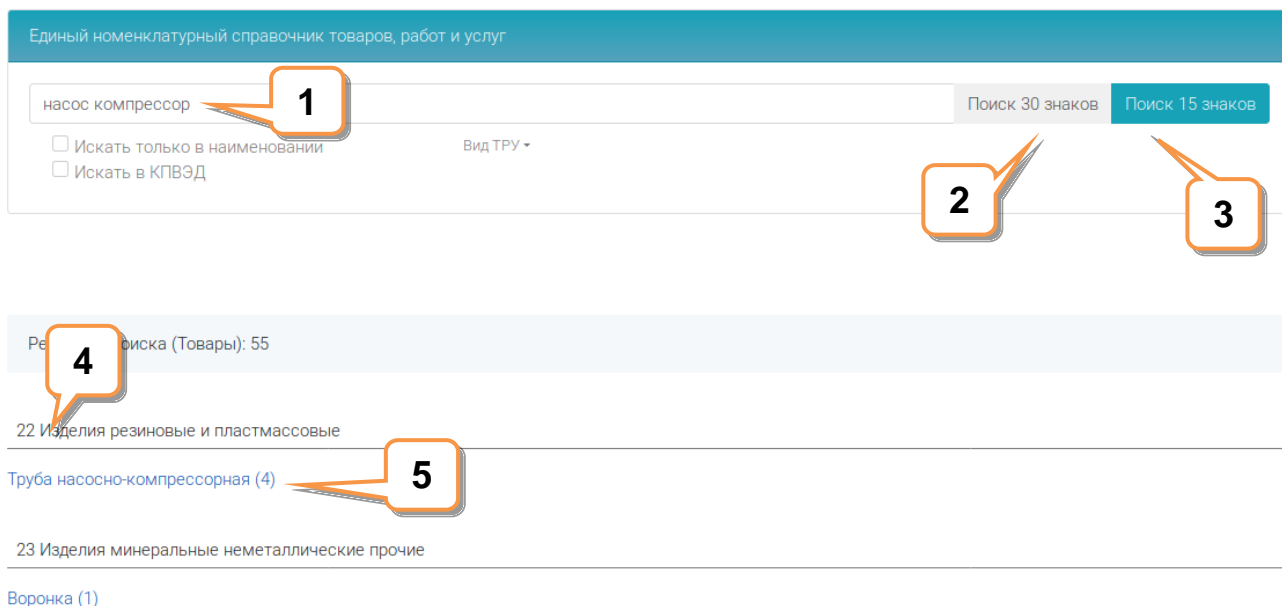 Единый номенклатурный справочник товаров, работ и услуг
насос компрессор
1
Поиск 30 знаков
Поиск 15 знаков
Искать только в наименовании
Вид ТРУ
Искать в КПВЭД
2
3
(Товары): 55
4
22 Изделия резиновые и пластмассовые
Труба насосно-компрессорная (4)
5
23 Изделия минеральные неметаллические прочие
Воронка (1)